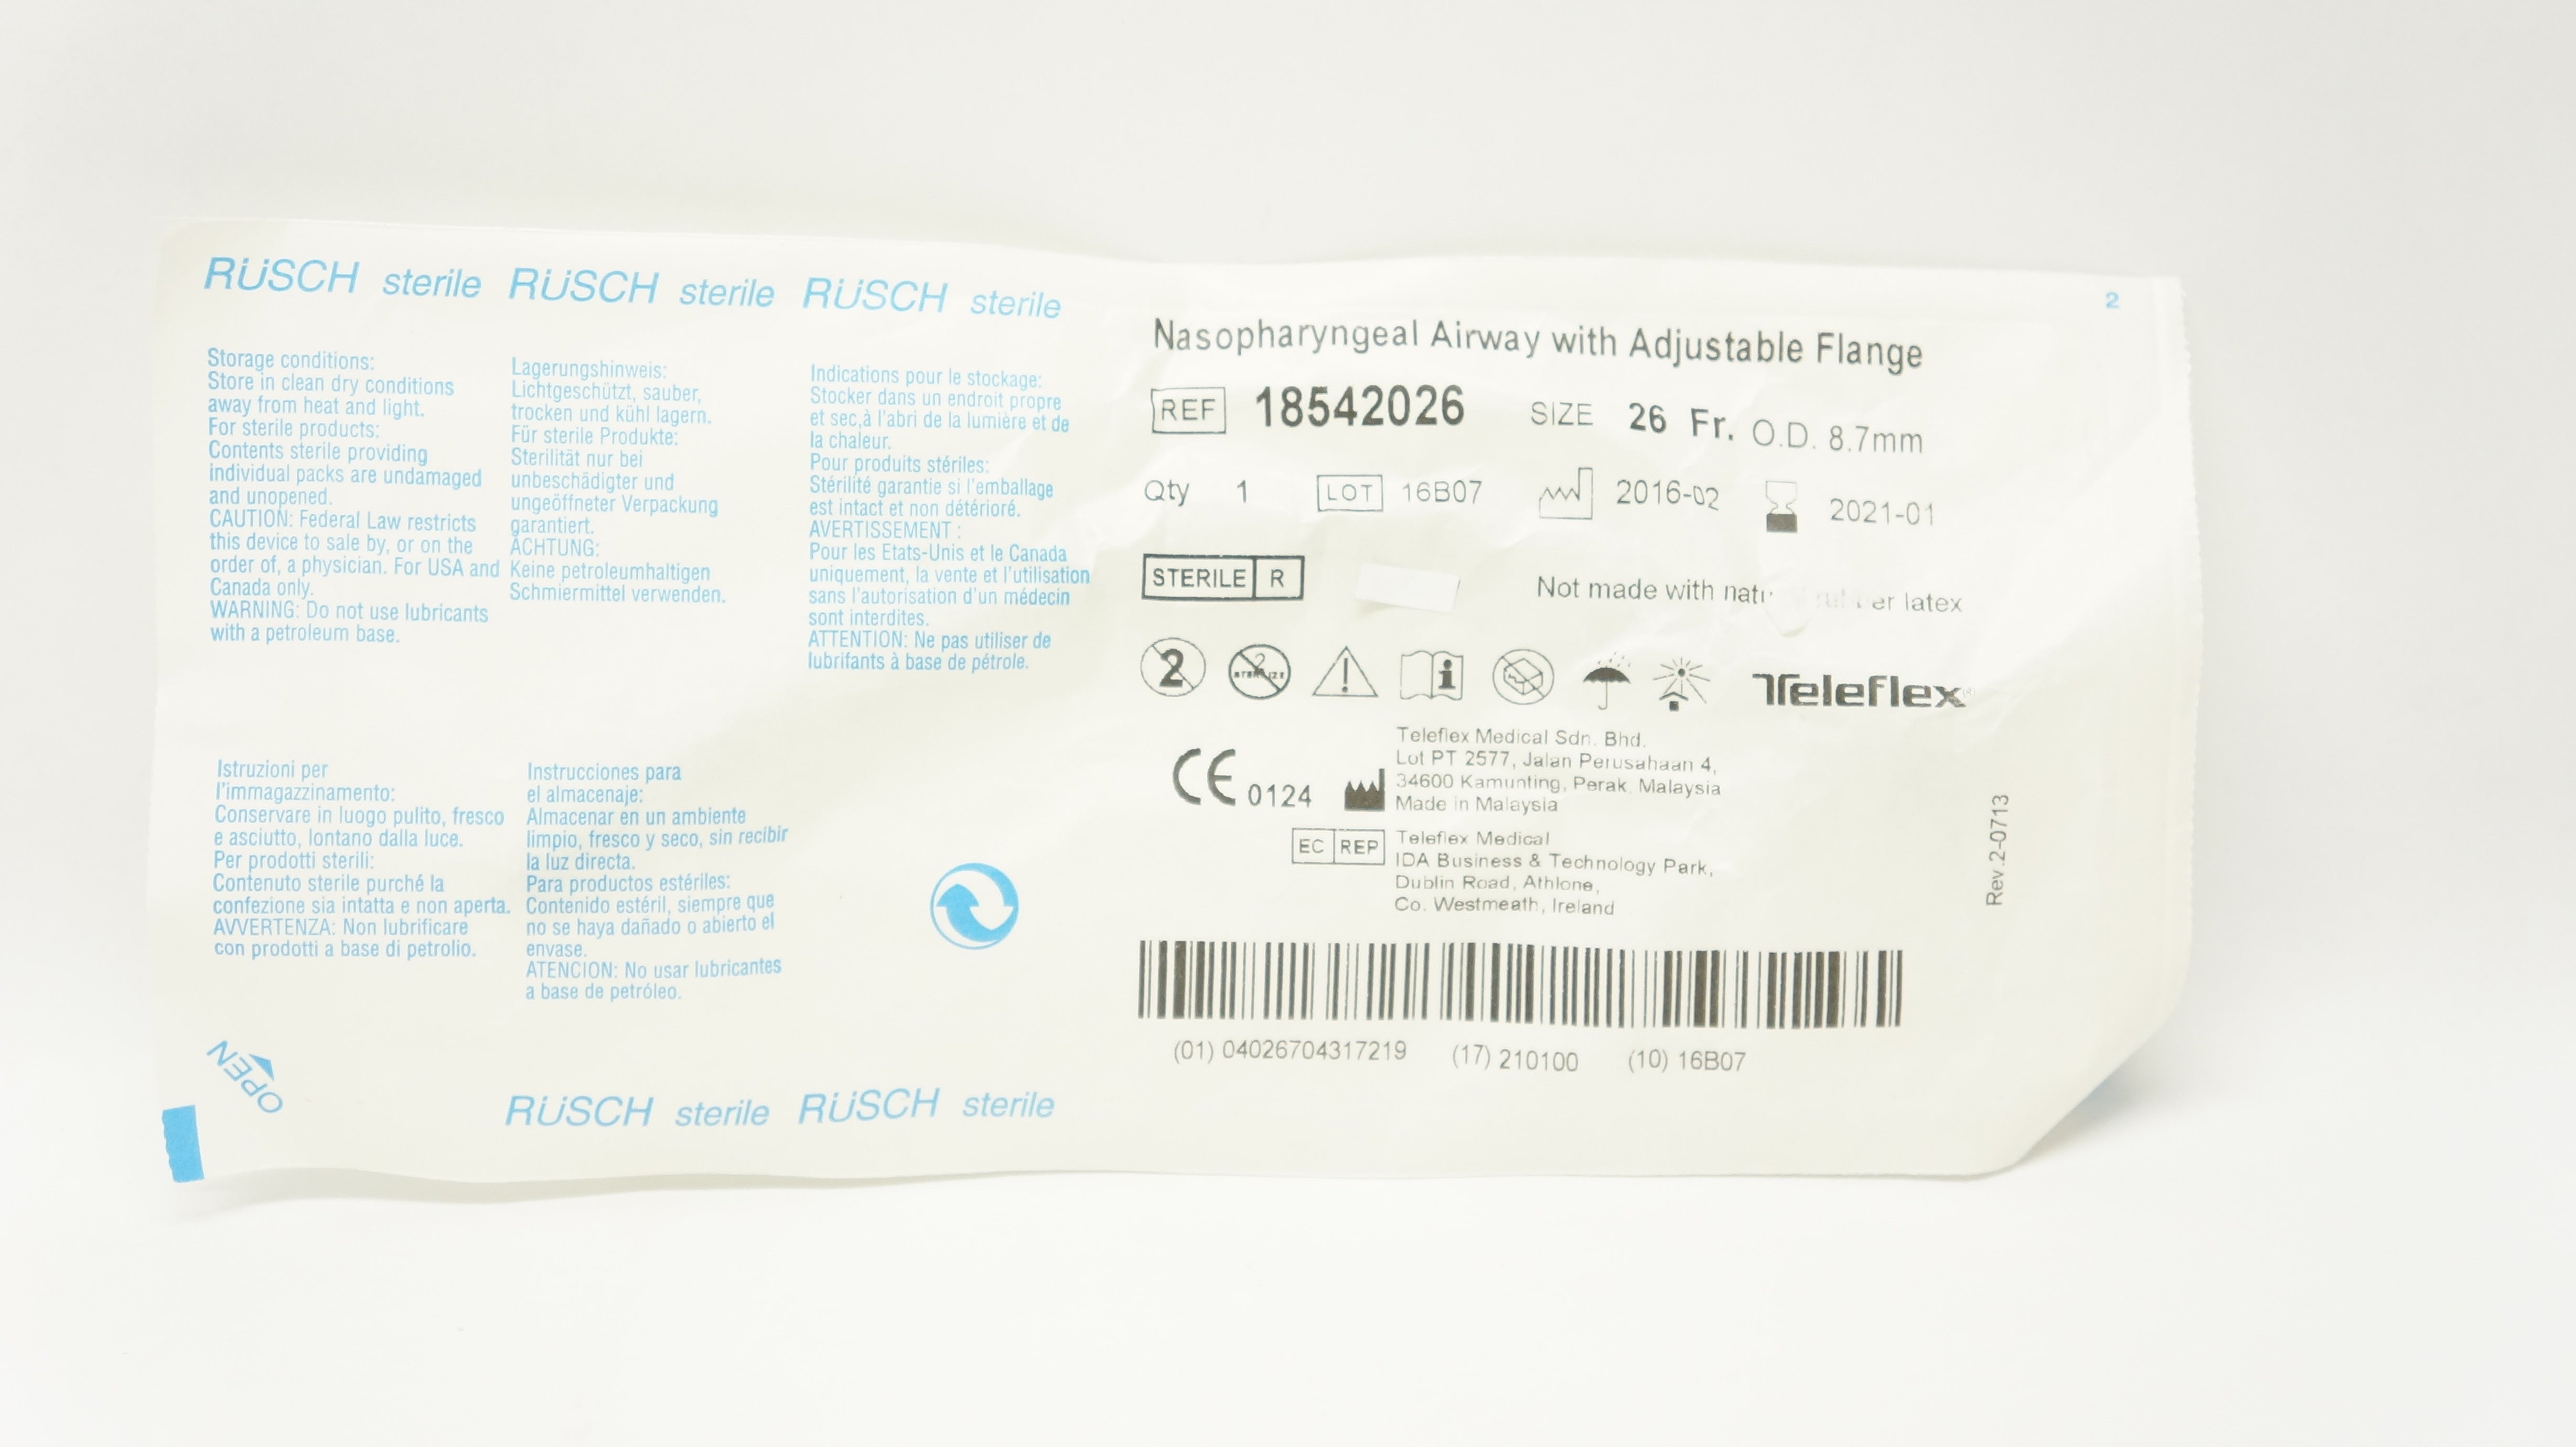 RÜSCH sterile RÜSCH sterile RÜSCH sterile
Storage conditions:
Store in clean dry conditions
away from heat and light.
For sterile products:
Contents sterile providing
individual packs are undamaged
and unopened.
CAUTION: Federal Law restricts
this device to sale by, or on the
order of, a physician. For USA and
Canada only.
WARNING: Do not use lubricants
with a petroleum base.
Lagerungshinweis:
Lichtgeschützt, sauber,
trocken und kühl lagern.
Für sterile Produkte:
Sterilität nur bei
unbeschädigter und
ungeöffneter Verpackung
garantiert.
ACHTUNG:
Keine petroleumhaltigen
Schmiermittel verwenden.
Indications pour le stockage:
Stocker dans un endroit propre
et sec,à l'abri de la lumière et de
la chaleur.
Pour produits stériles:
Stérilité garantie si l'emballage
est intact et non détérioré.
AVERTISSEMENT :
Pour les Etats-Unis et le Canada
uniquement, la vente et l'utilisation
sans l'autorisation d'un médecin
sont interdites.
ATTENTION: Ne pas utiliser de
lubrifants à base de pétrole.
Istruzioni per
l'immagazzinamento:
Conservare in luogo pulito, fresco
e asciutto, lontano dalla luce.
Per prodotti sterili:
Contenuto sterile purché la
confezione sia intatta e non aperta.
AVVERTENZA: Non lubrificare
con prodotti a base di petrolio.
Instrucciones para
el almacenaje:
Almacenar en un ambiente
limpio, fresco y seco, sin recibir
la luz directa.
Para productos estériles:
Contenido estéril, siempre que
no se haya dañado o abierto el
envase.
ATENCION: No usar lubricantes
a base de petróleo.
OPEN
RÜSCH sterile RÜSCH sterile
2
Nasopharyngeal Airway with Adjustable Flange
REF 18542026 SIZE 26 Fr. O.D. 8.7mm
Qty 1 LOT 16B07 2016-02 2021-01
STERILE R Not made with latex
2 2 Teleflex
Teleflex Medical Sdn. Bhd.
Lot PT 2577, Jalan Perusahaan 4,
34600 Kamunting, Perak, Malaysia
Made in Malaysia
CE 0124
EC REP Teleflex Medical
IDA Business & Technology Park,
Dublin Road, Athlone,
Co. Westmeath, Ireland
Rev.2-0713
(01) 04026704317219 (17) 210100 (10) 16B07